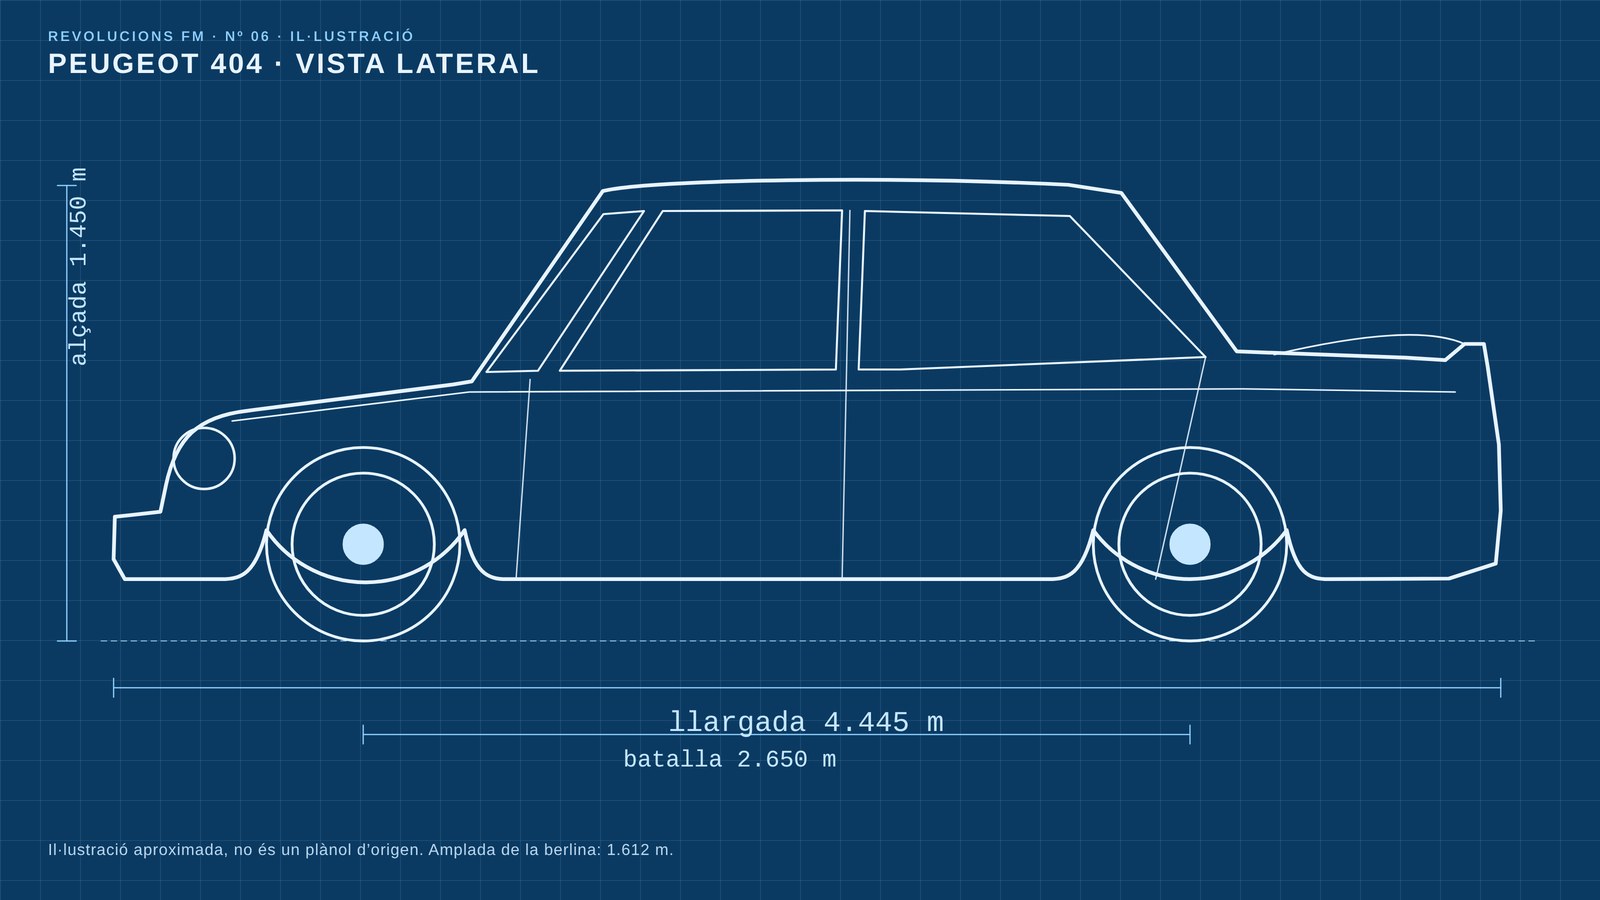 REVOLUCIONS FM · Nº 06 · IL·LUSTRACIÓ
PEUGEOT 404 · VISTA LATERAL
alçada 1.450 m
llargada 4.445 m
batalla 2.650 m
Il·lustració aproximada, no és un plànol d’origen. Amplada de la berlina: 1.612 m.